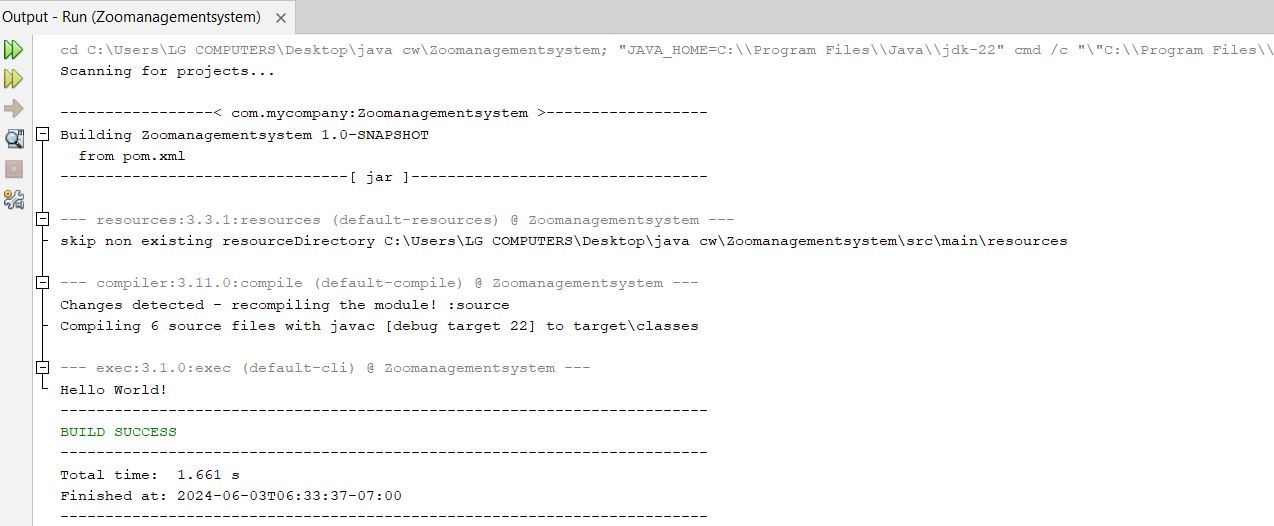 Output - Run (Zoomanagementsystem) ×
cd C:\Users\LG COMPUTERS\Desktop\java cw\Zoomanagementsystem; "JAVA_HOME=C:\\Program Files\\Java\\jdk-22" cmd /c "\"C:\\Program Files\\
Scanning for projects...
-----------------< com.mycompany:Zoomanagementsystem >------------------
Building Zoomanagementsystem 1.0-SNAPSHOT
  from pom.xml
--------------------------------[ jar ]---------------------------------
--- resources:3.3.1:resources (default-resources) @ Zoomanagementsystem ---
skip non existing resourceDirectory C:\Users\LG COMPUTERS\Desktop\java cw\Zoomanagementsystem\src\main\resources
--- compiler:3.11.0:compile (default-compile) @ Zoomanagementsystem ---
Changes detected - recompiling the module! :source
Compiling 6 source files with javac [debug target 22] to target\classes
--- exec:3.1.0:exec (default-cli) @ Zoomanagementsystem ---
Hello World!
------------------------------------------------------------------------
BUILD SUCCESS
------------------------------------------------------------------------
Total time:  1.661 s
Finished at: 2024-06-03T06:33:37-07:00
------------------------------------------------------------------------